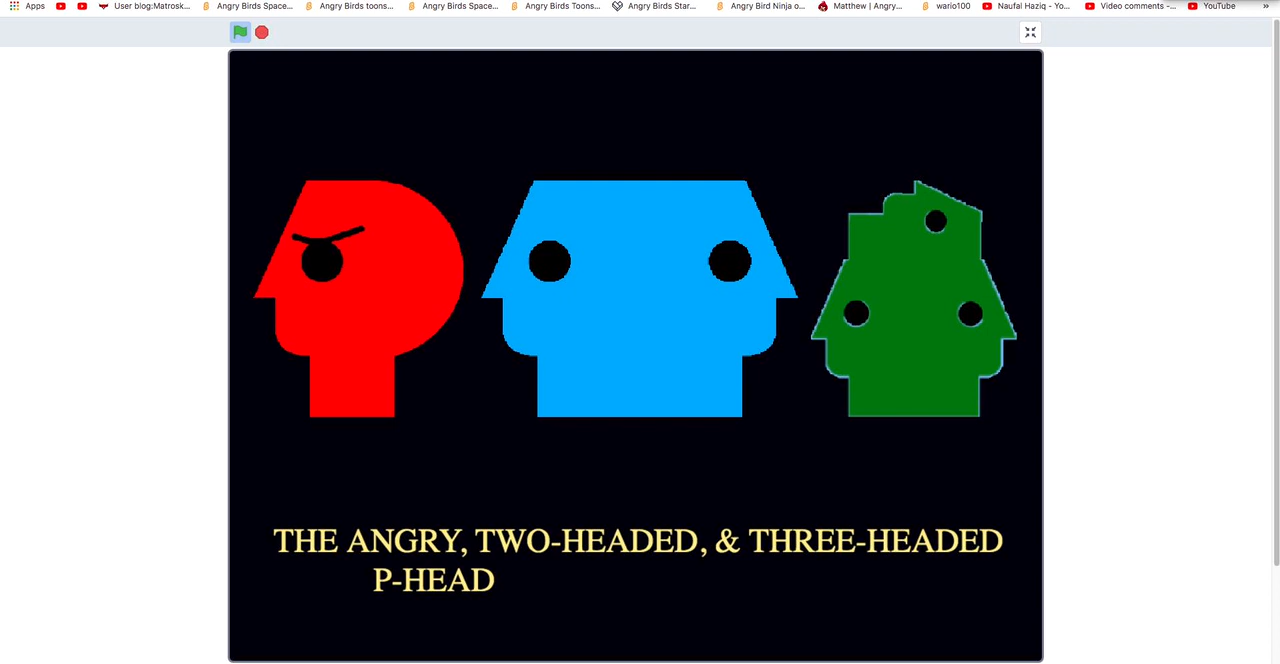 Apps User blog:Matrosk... Angry Birds Space... Angry Birds toons... Angry Birds Space... Angry Birds Toons... Angry Birds Star... Angry Bird Ninja o... Matthew | Angry... wario100 Naufal Haziq - Yo... Video comments -... YouTube »
THE ANGRY, TWO-HEADED, & THREE-HEADED
P-HEAD